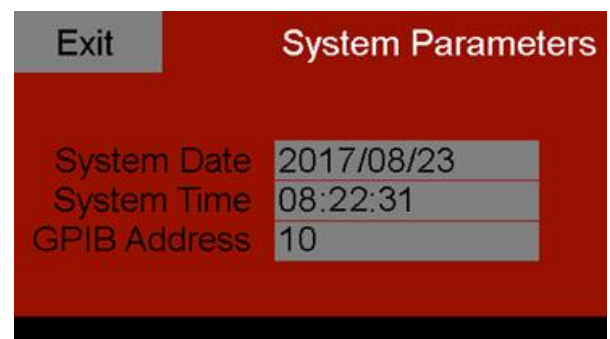 Exit System Parameters
System Date 2017/08/23
System Time 08:22:31
GPIB Address 10